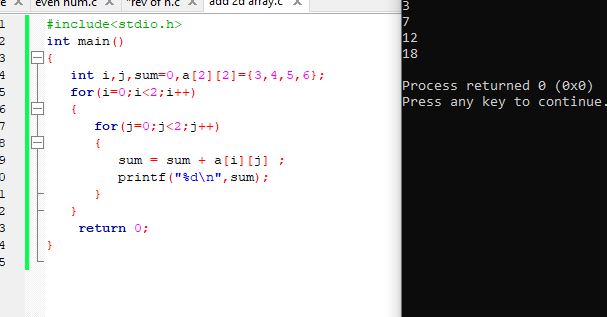 e even num.c "rev of n.c add 2d array.c
1 #include<stdio.h>
2 int main()
3 {
4 int i,j,sum=0,a[2][2]={3,4,5,6};
5 for(i=0;i<2;i++)
6 {
7 for(j=0;j<2;j++)
8 {
9 sum = sum + a[i][j] ;
0 printf("%d\n",sum);
1 }
2 }
3 return 0;
4 }
5
3
7
12
18
Process returned 0 (0x0)
Press any key to continue.